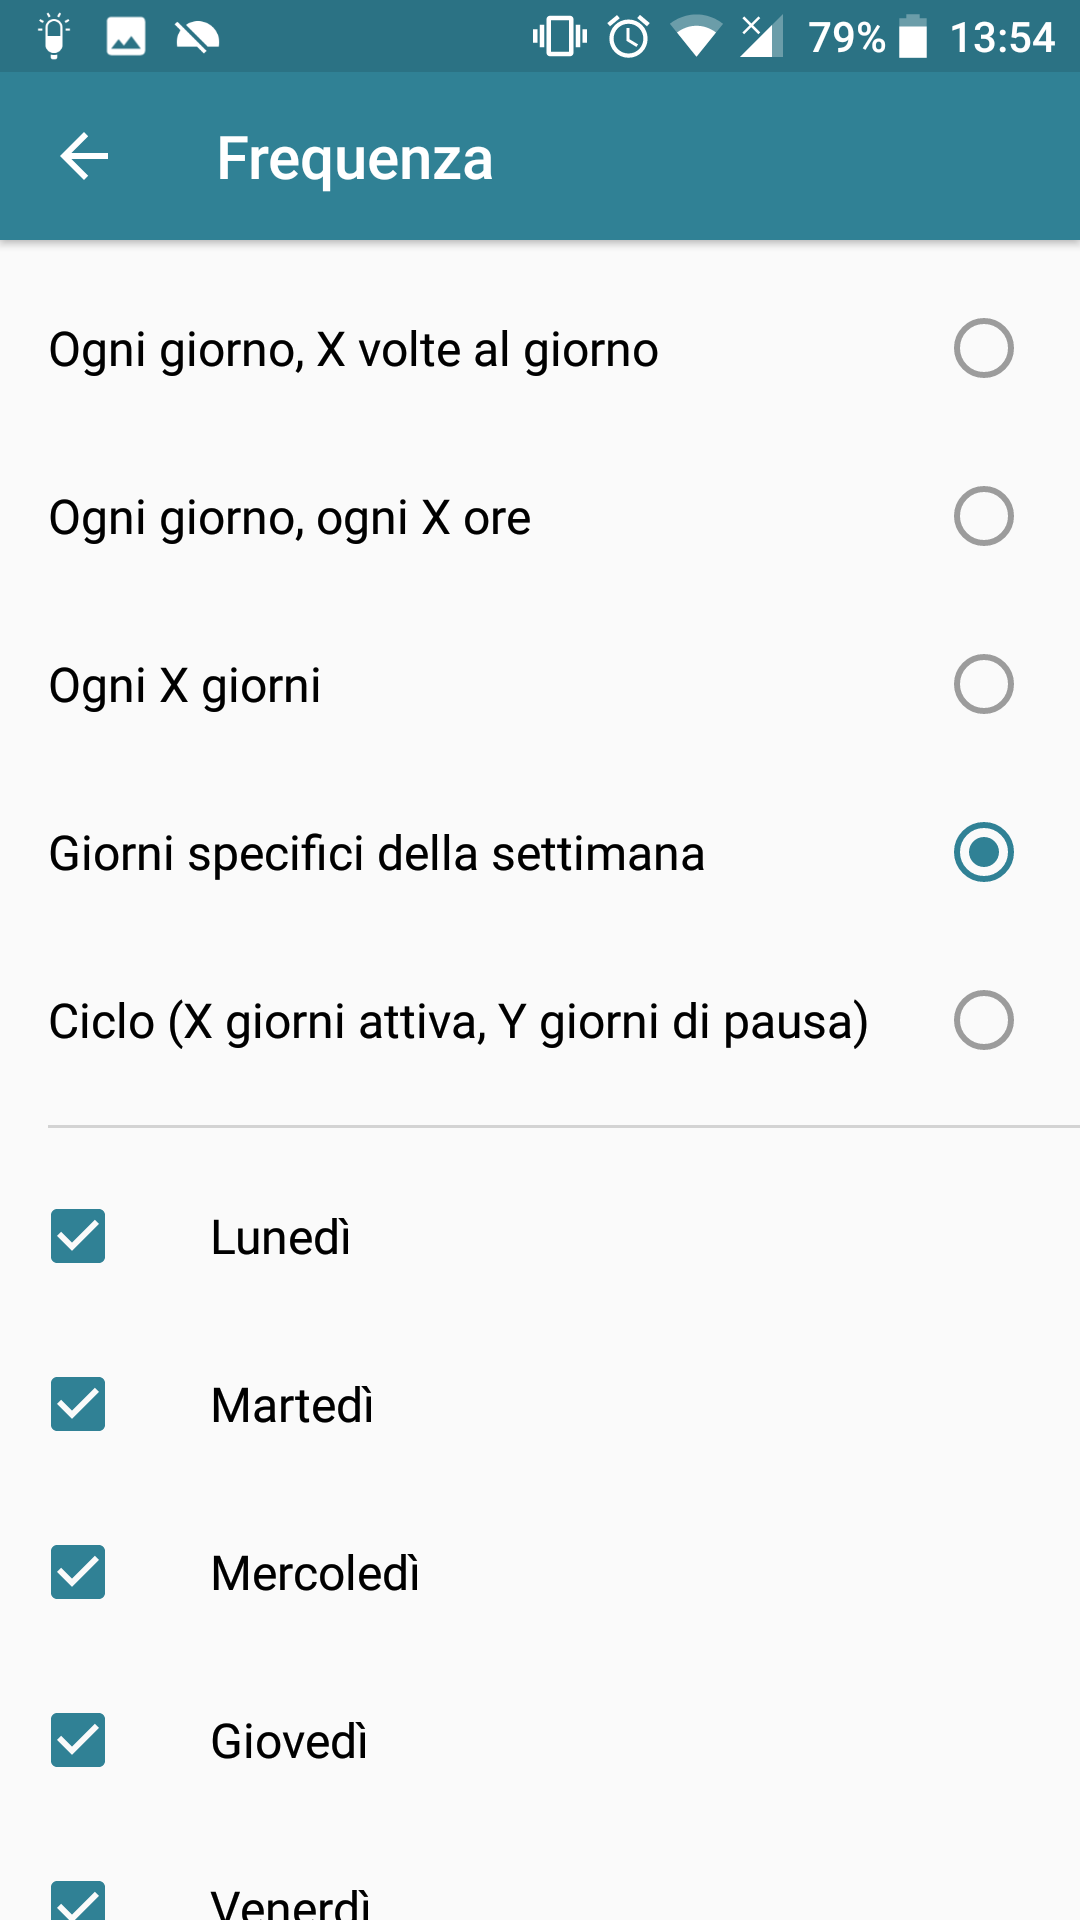 79% 13:54
Frequenza
Ogni giorno, X volte al giorno
Ogni giorno, ogni X ore
Ogni X giorni
Giorni specifici della settimana
Ciclo (X giorni attiva, Y giorni di pausa)
Lunedì
Martedì
Mercoledì
Giovedì
Venerdì